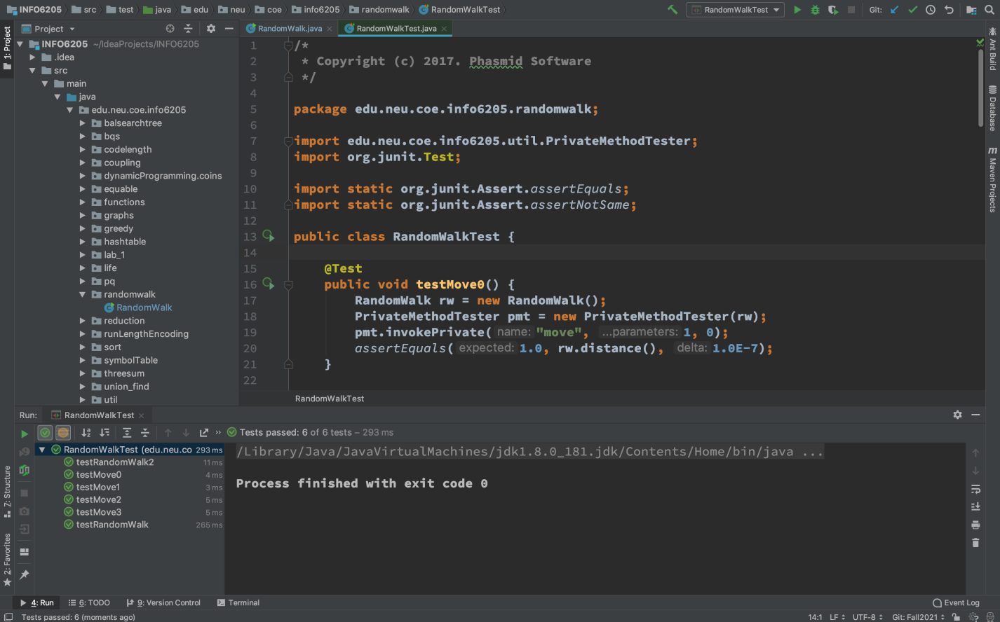 INFO6205 src test java edu neu coe info6205 randomwalk RandomWalkTest RandomWalkTest Git:
1: Project
Project
RandomWalk.java RandomWalkTest.java
INFO6205 ~/IdeaProjects/INFO6205
.idea
src
main
java
edu.neu.coe.info6205
balsearchtree
bqs
codelength
coupling
dynamicProgramming.coins
equable
functions
graphs
greedy
hashtable
lab_1
life
pq
randomwalk
RandomWalk
reduction
runLengthEncoding
sort
symbolTable
threesum
union_find
util
1 /*
2 * Copyright (c) 2017. Phasmid Software
3 */
4
5 package edu.neu.coe.info6205.randomwalk;
6
7 import edu.neu.coe.info6205.util.PrivateMethodTester;
8 import org.junit.Test;
9
10 import static org.junit.Assert.assertEquals;
11 import static org.junit.Assert.assertNotSame;
12
13 public class RandomWalkTest {
14
15 @Test
16 public void testMove0() {
17 RandomWalk rw = new RandomWalk();
18 PrivateMethodTester pmt = new PrivateMethodTester(rw);
19 pmt.invokePrivate( name: "move", ...parameters: 1, 0);
20 assertEquals( expected: 1.0, rw.distance(), delta: 1.0E-7);
21 }
22
RandomWalkTest
Ant Build
Database
m Maven Projects
Run: RandomWalkTest
Tests passed: 6 of 6 tests – 293 ms
RandomWalkTest (edu.neu.co 293 ms
testRandomWalk2 11 ms
testMove0 4 ms
testMove1 3 ms
testMove2 5 ms
testMove3 5 ms
testRandomWalk 265 ms
/Library/Java/JavaVirtualMachines/jdk1.8.0_181.jdk/Contents/Home/bin/java ...
Process finished with exit code 0
Z: Structure
2: Favorites
4: Run 6: TODO 9: Version Control Terminal Event Log
Tests passed: 6 (moments ago) 14:1 LF UTF-8 Git: Fall2021